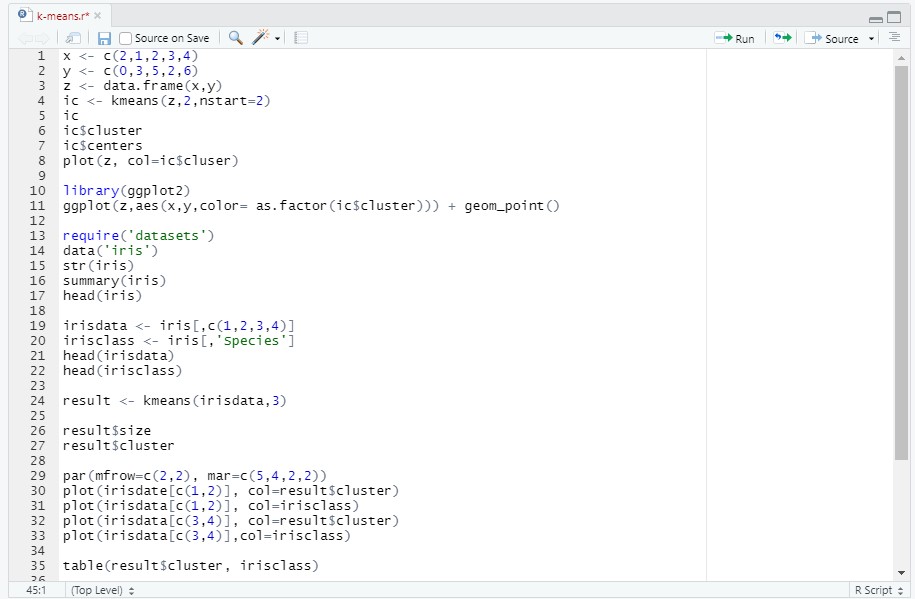 k-means.r*
Source on Save
Run
Source
1 x <- c(2,1,2,3,4)
2 y <- c(0,3,5,2,6)
3 z <- data.frame(x,y)
4 ic <- kmeans(z,2,nstart=2)
5 ic
6 ic$cluster
7 ic$centers
8 plot(z, col=ic$cluser)
9
10 library(ggplot2)
11 ggplot(z,aes(x,y,color= as.factor(ic$cluster))) + geom_point()
12
13 require('datasets')
14 data('iris')
15 str(iris)
16 summary(iris)
17 head(iris)
18
19 irisdata <- iris[,c(1,2,3,4)]
20 irisclass <- iris[,'Species']
21 head(irisdata)
22 head(irisclass)
23
24 result <- kmeans(irisdata,3)
25
26 result$size
27 result$cluster
28
29 par(mfrow=c(2,2), mar=c(5,4,2,2))
30 plot(irisdate[c(1,2)], col=result$cluster)
31 plot(irisdata[c(1,2)], col=irisclass)
32 plot(irisdata[c(3,4)], col=result$cluster)
33 plot(irisdata[c(3,4)],col=irisclass)
34
35 table(result$cluster, irisclass)
36
45:1 (Top Level) R Script